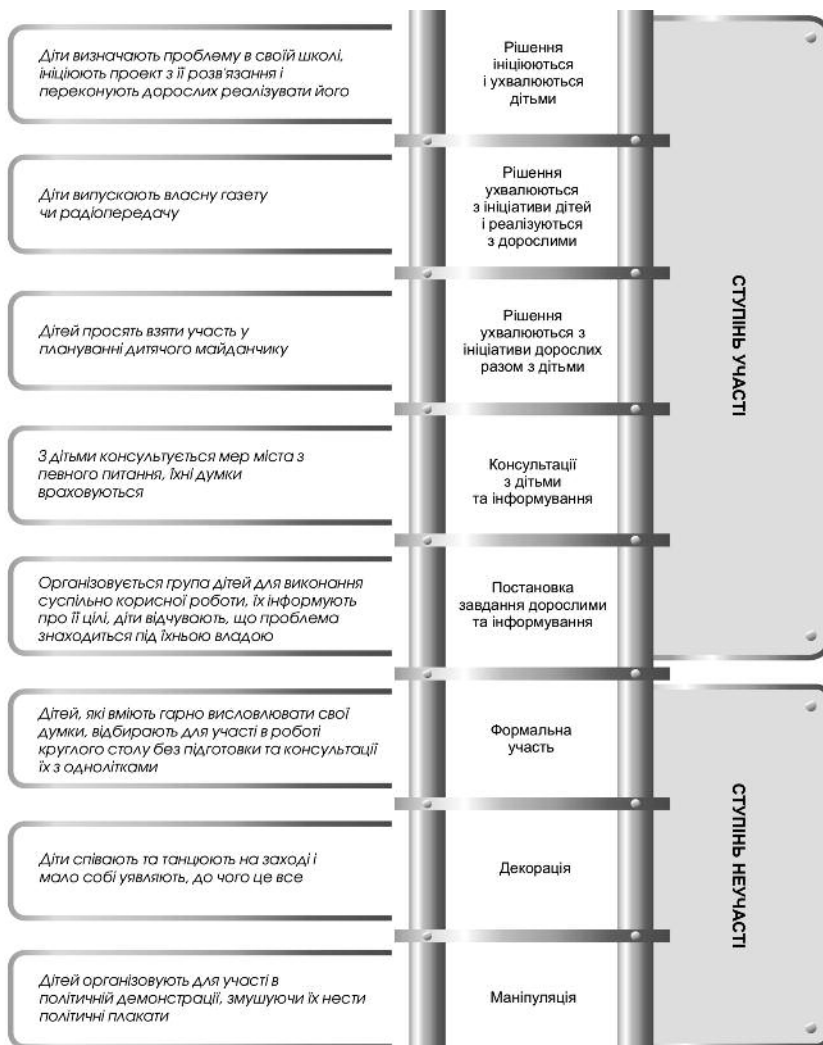 Діти визначають проблему в своїй школі,
ініціюють проект з її розв'язання і
переконують дорослих реалізувати його
Рішення
ініціюються
і ухвалюються
дітьми
Діти випускають власну газету
чи радіопередачу
Рішення
ухвалюються
з ініціативи дітей
і реалізуються
з дорослими
Дітей просять взяти участь у
плануванні дитячого майданчику
Рішення
ухвалюються з
ініціативи дорослих
разом з дітьми
З дітьми консультується мер міста з
певного питання, їхні думки
враховуються
Консультації
з дітьми
та інформування
Організовується група дітей для виконання
суспільно корисної роботи, їх інформують
про її цілі, діти відчувають, що проблема
знаходиться під їхньою владою
Постановка
завдання дорослими
та інформування
СТУПІНЬ УЧАСТІ
Дітей, які вміють гарно висловлювати свої
думки, відбирають для участі в роботі
круглого столу без підготовки та консультації
їх з однолітками
Формальна
участь
Діти співають та танцюють на заході і
мало собі уявляють, до чого це все
Декорація
Дітей організовують для участі в
політичній демонстрації, змушуючи їх нести
політичні плакати
Маніпуляція
СТУПІНЬ НЕУЧАСТІ